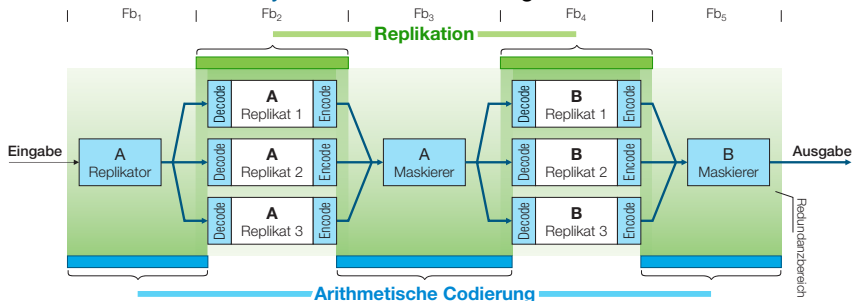 Fb₁ Fb₂ Fb₃ Fb₄ Fb₅
Replikation
Eingabe
A
Replikator
Decode
A
Replikat 1
Encode
Decode
A
Replikat 2
Encode
Decode
A
Replikat 3
Encode
A
Maskierer
Decode
B
Replikat 1
Encode
Decode
B
Replikat 2
Encode
Decode
B
Replikat 3
Encode
B
Maskierer
Ausgabe
Redundanzbereich
Arithmetische Codierung